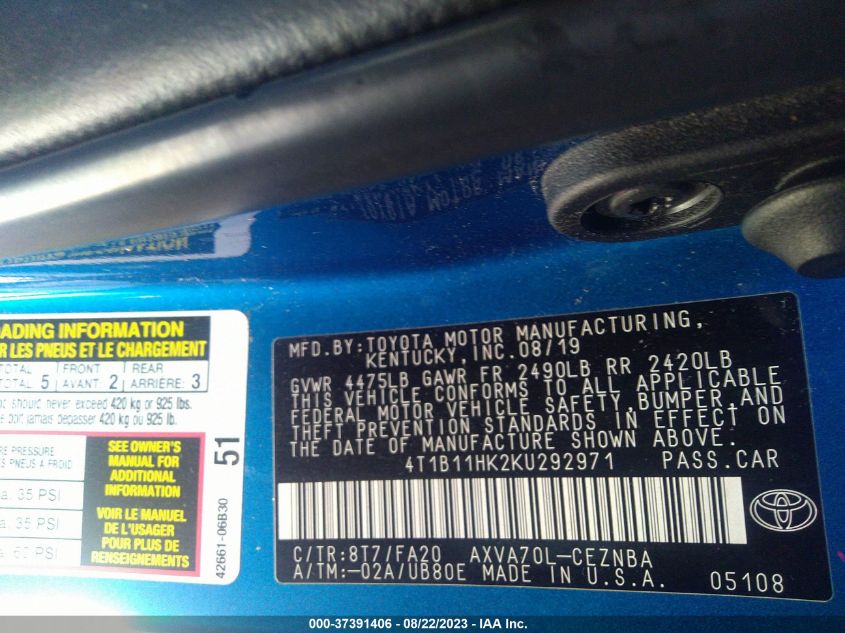 ADING INFORMATION
R LES PNEUS ET LE CHARGEMENT
TOTAL FRONT REAR
TOTAL 5 AVANT: 2 ARRIÈRE: 3
should never exceed 420 kg or 925 lbs.
doit jamais dépasser 420 kg ou 925 lb.
E PRESSURE
PNEUS A FROID
a. 35 PSI
a. 35 PSI
a. 60 PSI
SEE OWNER'S
MANUAL FOR
ADDITIONAL
INFORMATION
VOIR LE MANUEL
DE L'USAGER
POUR PLUS DE
RENSEIGNEMENTS
51
42661-06B30
MFD.BY:TOYOTA MOTOR MANUFACTURING,
KENTUCKY, INC.08/19
GVWR 4475LB GAWR FR 2490LB RR 2420LB
THIS VEHICLE CONFORMS TO ALL APPLICABLE
FEDERAL MOTOR VEHICLE SAFETY,BUMPER,AND
THEFT PREVENTION STANDARDS IN EFFECT ON
THE DATE OF MANUFACTURE SHOWN ABOVE.
4T1B11HK2KU292971 PASS.CAR
C/TR:8T7/FA20 AXVA70L-CEZNBA
A/TM:-02A/UB80E MADE IN U.S.A. 05108
000-37391406 - 08/22/2023 - IAA Inc.